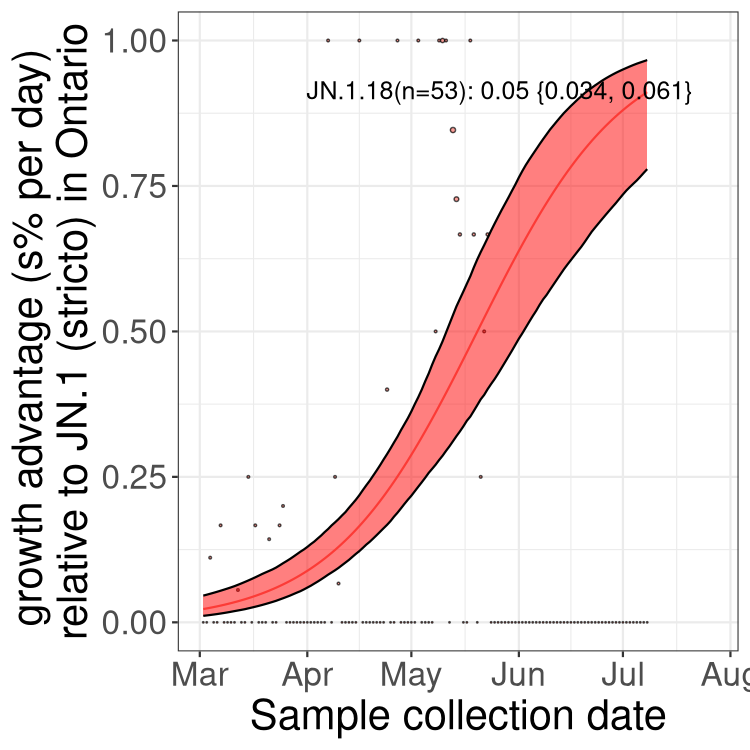 growth advantage (s% per day)
relative to JN.1 (stricto) in Ontario
1.00
0.75
0.50
0.25
0.00
JN.1.18(n=53): 0.05 {0.034, 0.061}
Mar Apr May Jun Jul Aug
Sample collection date